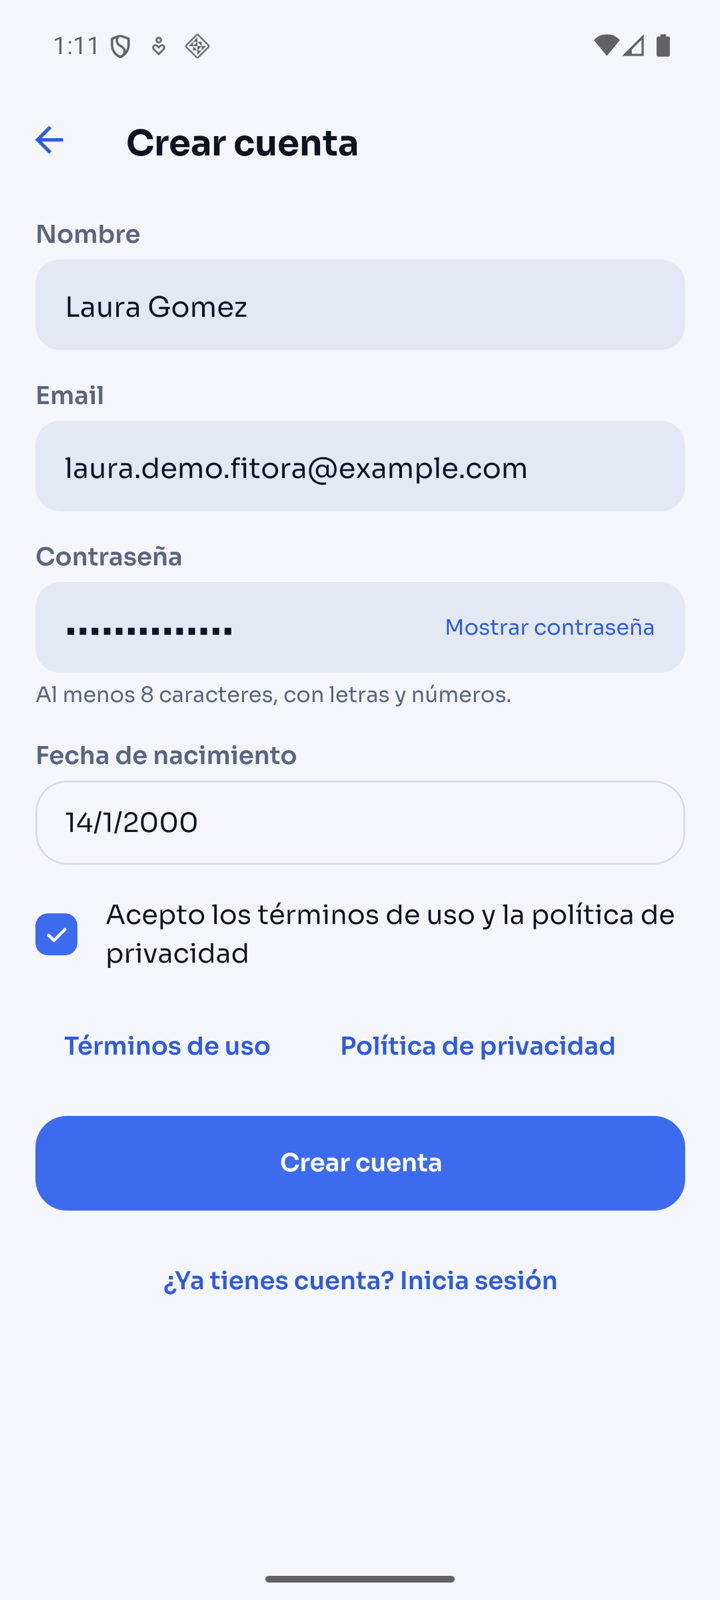 1:11
Crear cuenta
Nombre
Laura Gomez
Email
laura.demo.fitora@example.com
Contraseña
••••••••••••••
Mostrar contraseña
Al menos 8 caracteres, con letras y números.
Fecha de nacimiento
14/1/2000
Acepto los términos de uso y la política de
privacidad
Términos de uso
Política de privacidad
Crear cuenta
¿Ya tienes cuenta? Inicia sesión